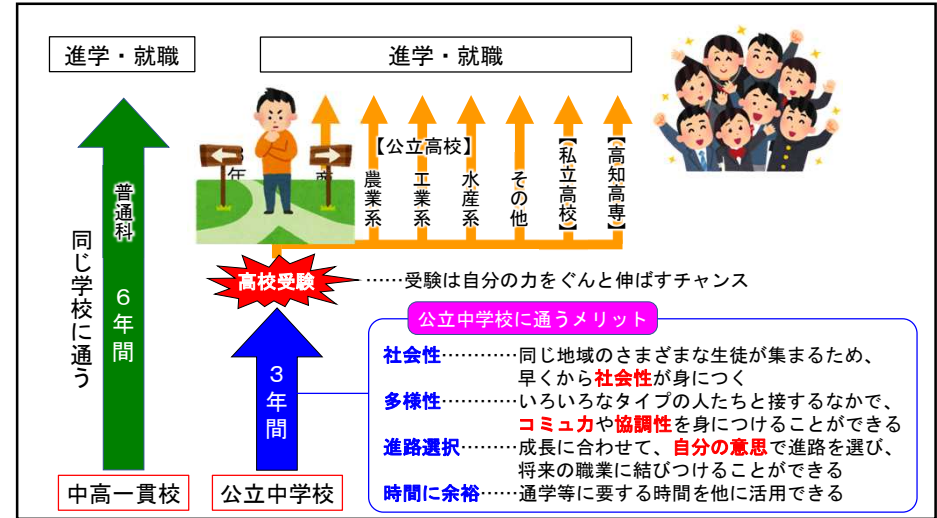 進学・就職
進学・就職
普通科
6年間
同じ学校に通う
中高一貫校
年
商
【公立高校】
農業系
工業系
水産系
その他
【私立高校】
【高知高専】
高校受験
……受験は自分の力をぐんと伸ばすチャンス
3年間
公立中学校
公立中学校に通うメリット
社会性…………同じ地域のさまざまな生徒が集まるため、
早くから社会性が身につく
多様性…………いろいろなタイプの人たちと接するなかで、
コミュ力や協調性を身につけることができる
進路選択………成長に合わせて、自分の意思で進路を選び、
将来の職業に結びつけることができる
時間に余裕……通学等に要する時間を他に活用できる